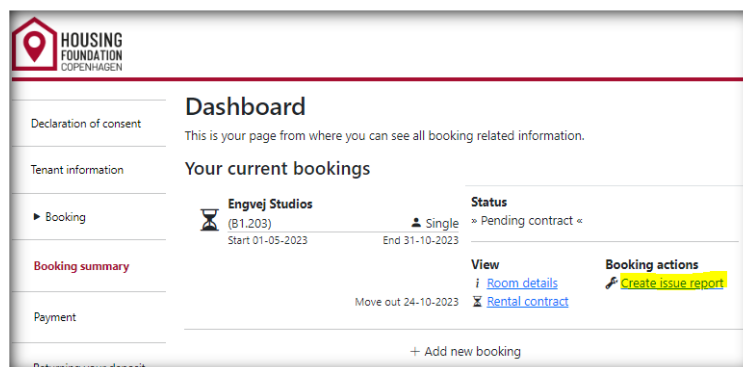 HOUSING
FOUNDATION
COPENHAGEN
Declaration of consent
Tenant information
► Booking
Booking summary
Payment
Returning your deposit
Dashboard
This is your page from where you can see all booking related information.
Your current bookings
Engvej Studios
(B1.203) Single
Start 01-05-2023 End 31-10-2023
Move out 24-10-2023
Status
» Pending contract «
View
i Room details
Rental contract
Booking actions
Create issue report
+ Add new booking